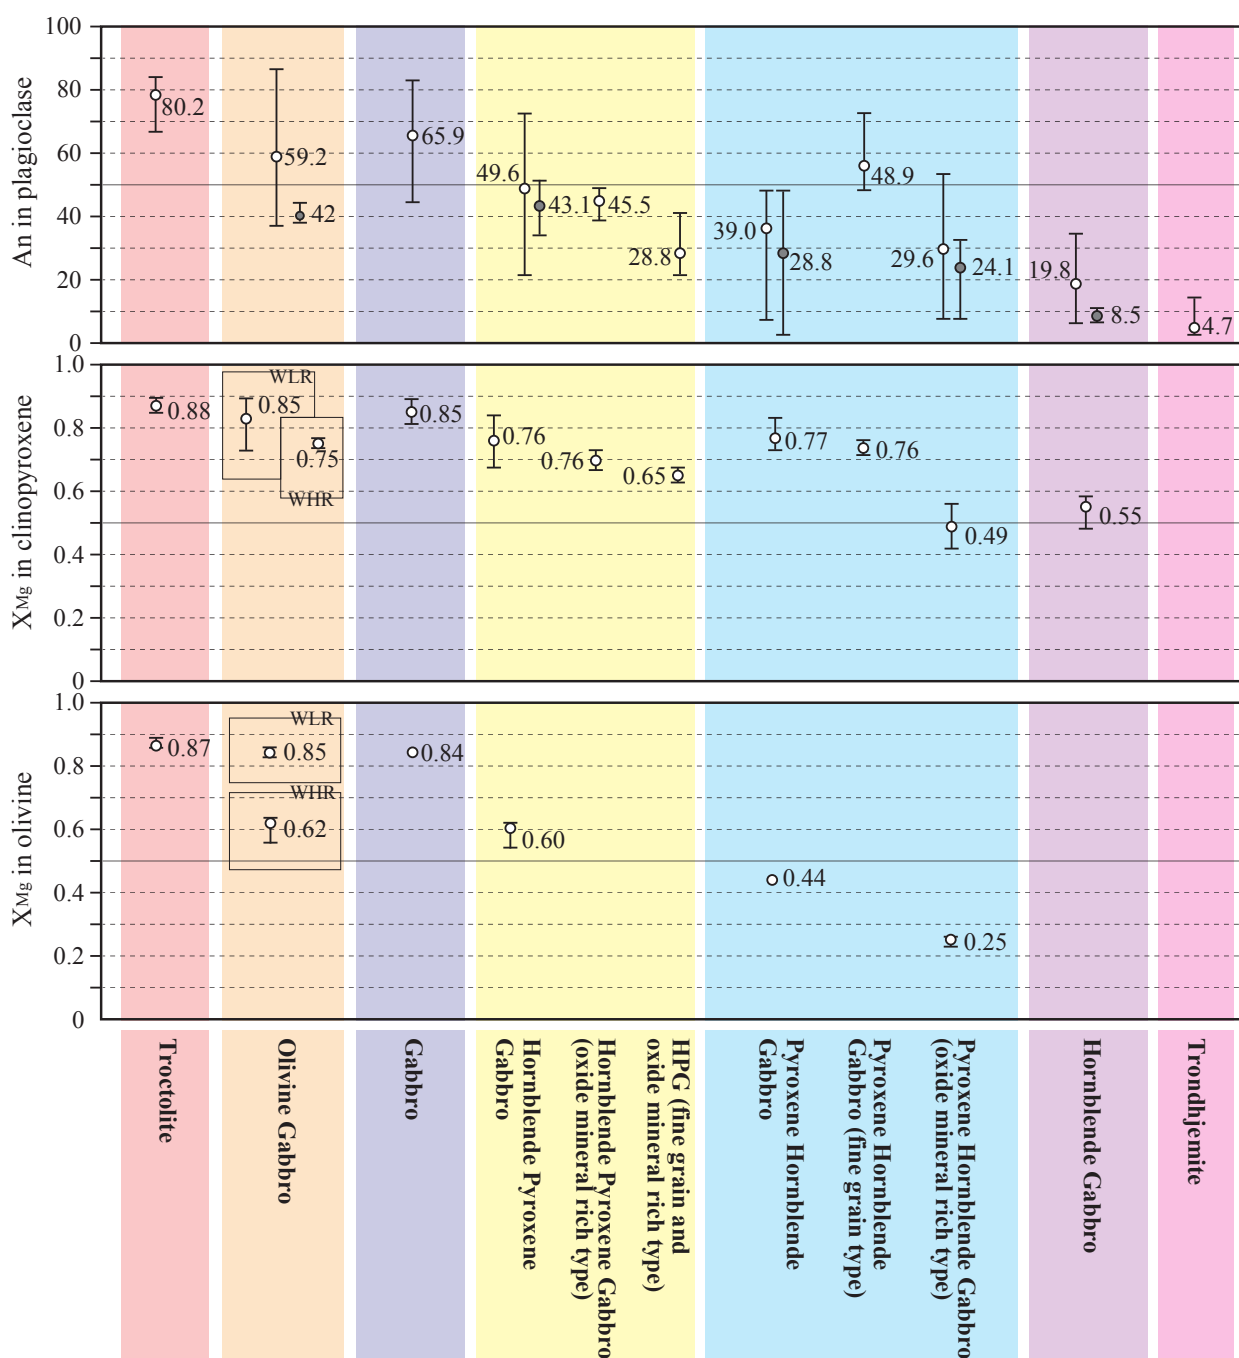 An in plagioclase
100
80
60
40
20
0
80.2
59.2
42
65.9
49.6
43.1
45.5
28.8
39.0
28.8
48.9
29.6
24.1
19.8
8.5
4.7
XMg in clinopyroxene
1.0
0.8
0.6
0.4
0.2
0
0.88
WLR
0.85
0.75
WHR
0.85
0.76
0.76
0.65
0.77
0.76
0.49
0.55
XMg in olivine
1.0
0.8
0.6
0.4
0.2
0
0.87
WLR
0.85
WHR
0.62
0.84
0.60
0.44
0.25
Troctolite
Olivine Gabbro
Gabbro
Hornblende Pyroxene
Gabbro
Hornblende Pyroxene Gabbro
(oxide mineral rich type)
HPG (fine grain and
oxide mineral rich type)
Pyroxene Hornblende
Gabbro
Pyroxene Hornblende
Gabbro (fine grain type)
Pyroxene Hornblende Gabbro
(oxide mineral rich type)
Hornblende Gabbro
Trondhjemite